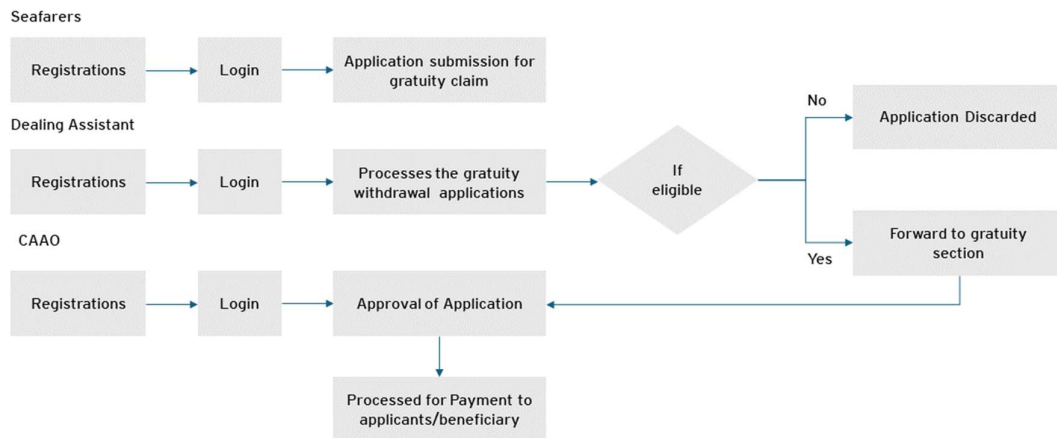 Seafarers
Registrations
Login
Application submission for
gratuity claim
No
Application Discarded
Dealing Assistant
Registrations
Login
Processes the gratuity
withdrawal applications
If
eligible
Yes
Forward to gratuity
section
CAAO
Registrations
Login
Approval of Application
Processed for Payment to
applicants/beneficiary